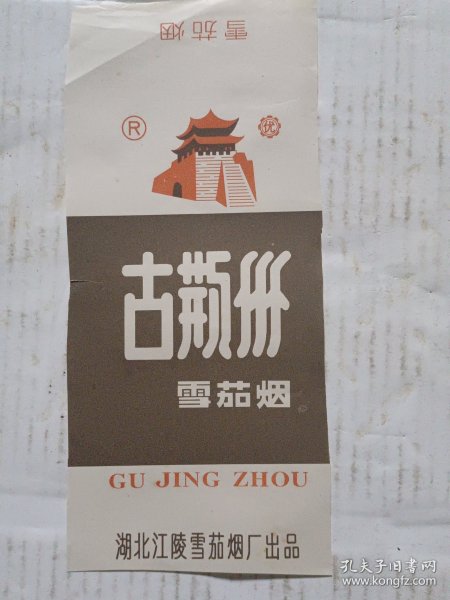 雪茄烟
® 优
古荆州
雪茄烟
GU JING ZHOU
湖北江陵雪茄烟厂出品
孔夫子旧书网
www.kongfz.com